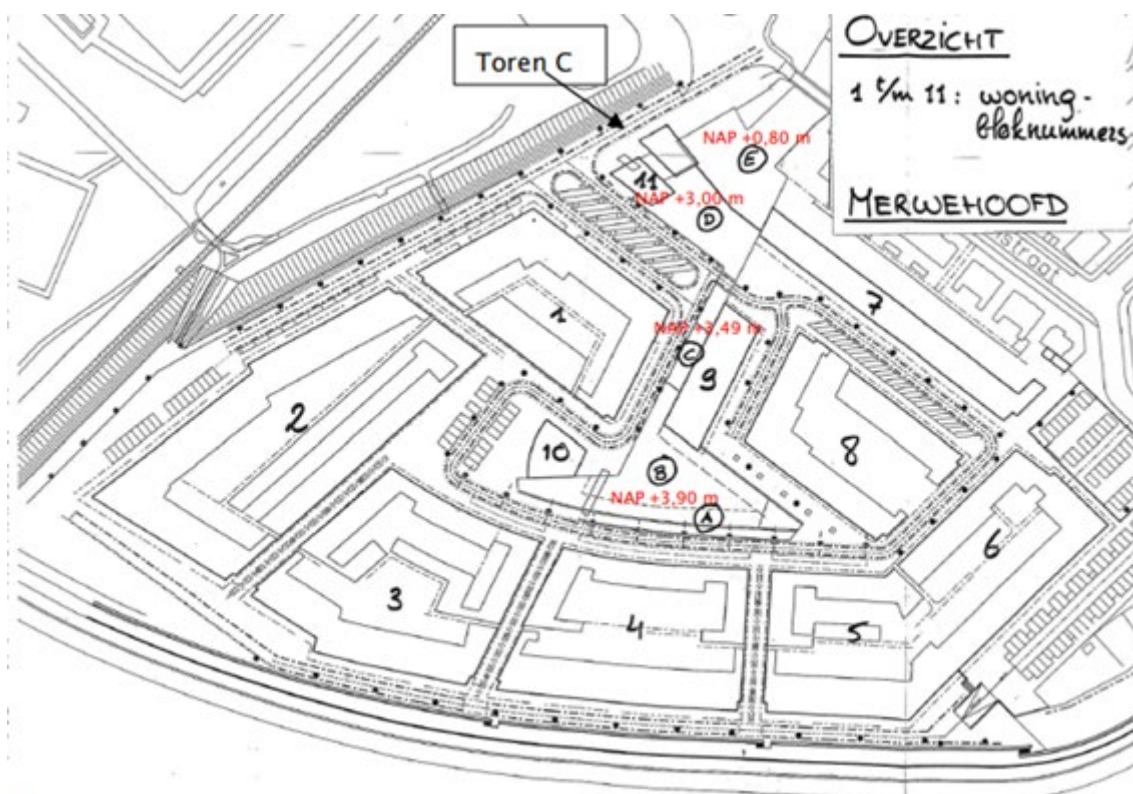 OVERZICHT
1 t/m 11: woning-
bloknummers
MERWEHOOFD
Toren C
NAP +0,80 m
E
11
NAP +3,00 m
D
straat
7
1
NAP +3,49 m
C
9
2
8
10
B
NAP +3,90 m
A
6
3
4
5